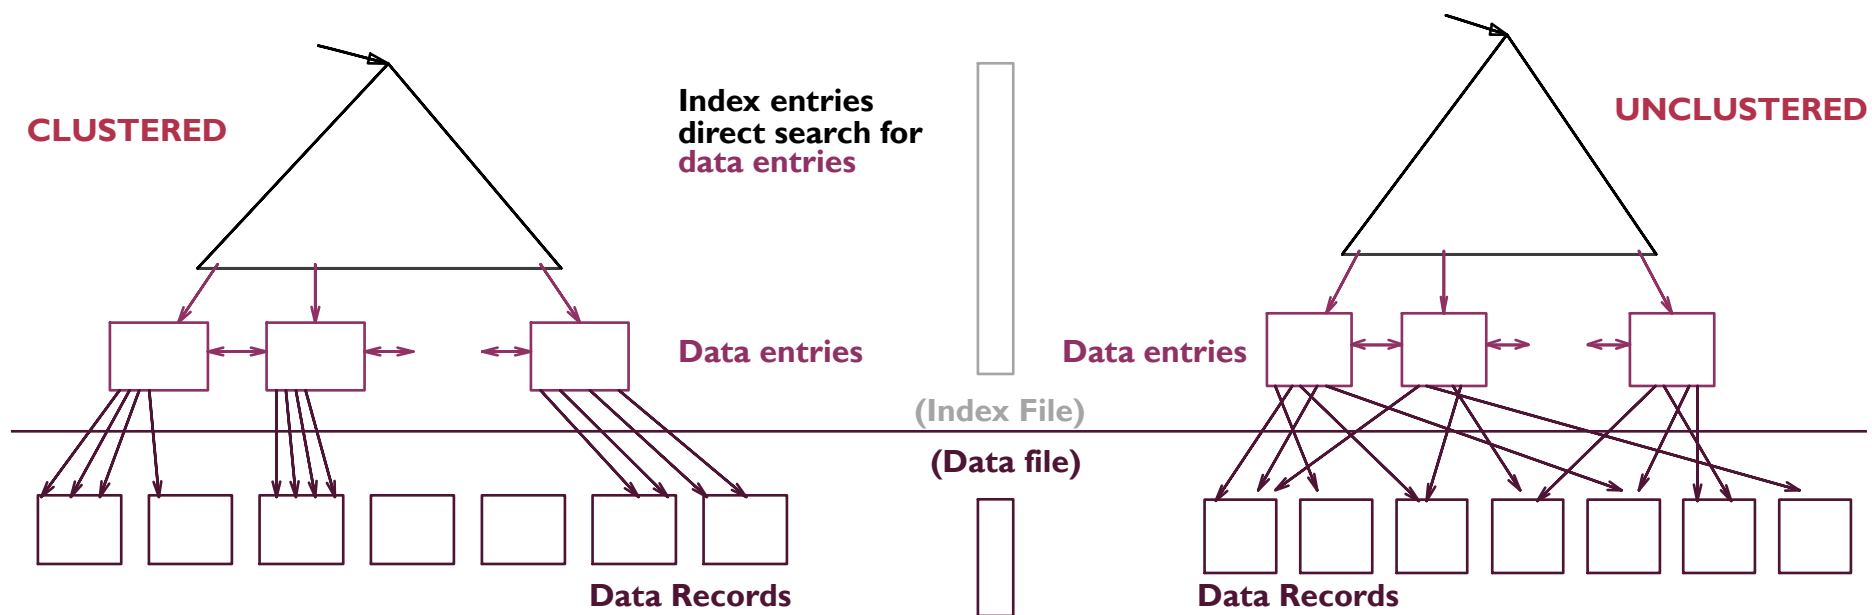 CLUSTERED
Index entries
direct search for
data entries
UNCLUSTERED
Data entries
Data entries
(Index File)
(Data file)
Data Records
Data Records